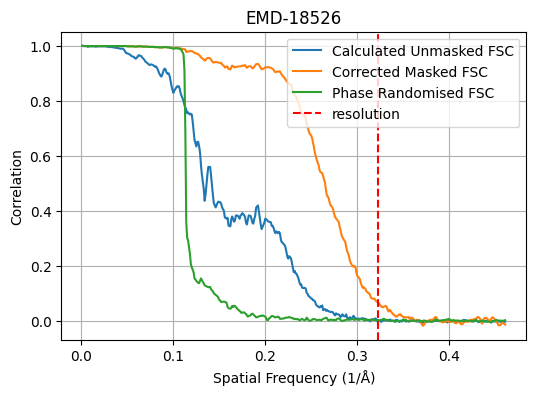 EMD-18526
Calculated Unmasked FSC
Corrected Masked FSC
Phase Randomised FSC
resolution
Correlation
1.0
0.8
0.6
0.4
0.2
0.0
0.0 0.1 0.2 0.3 0.4
Spatial Frequency (1/Å)